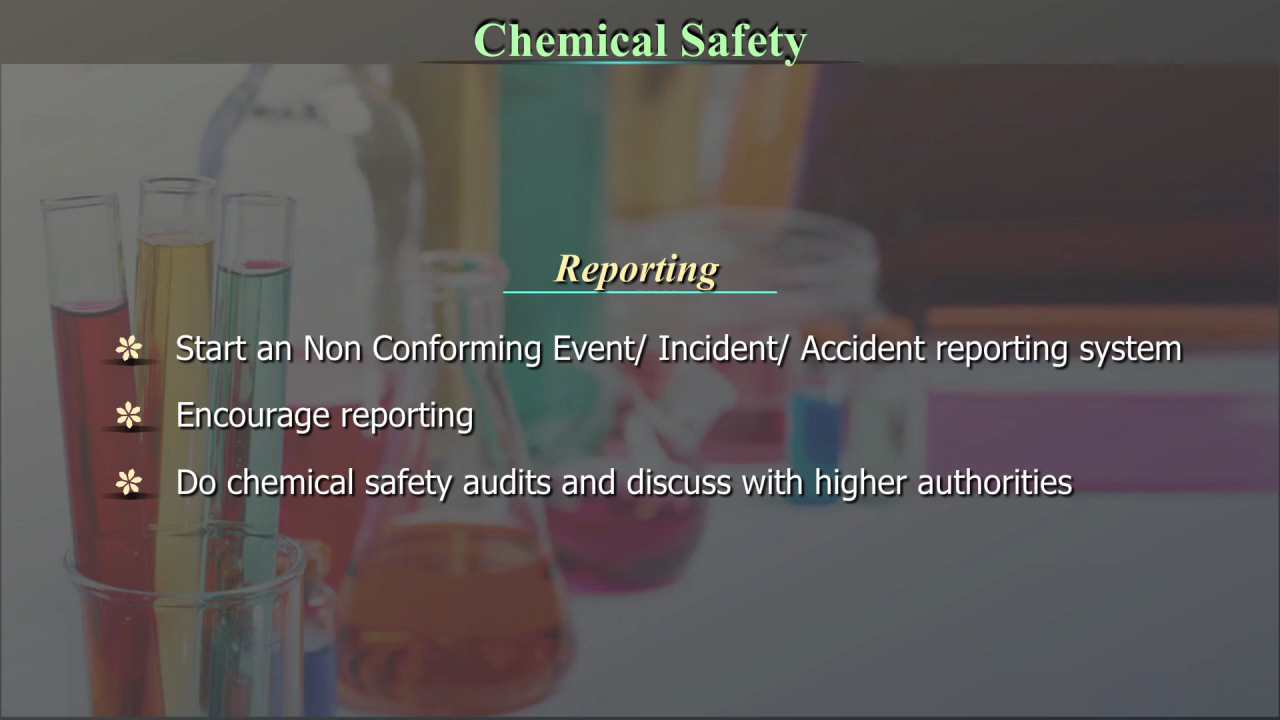 Chemical Safety
Reporting
Start an Non Conforming Event/ Incident/ Accident reporting system
Encourage reporting
Do chemical safety audits and discuss with higher authorities